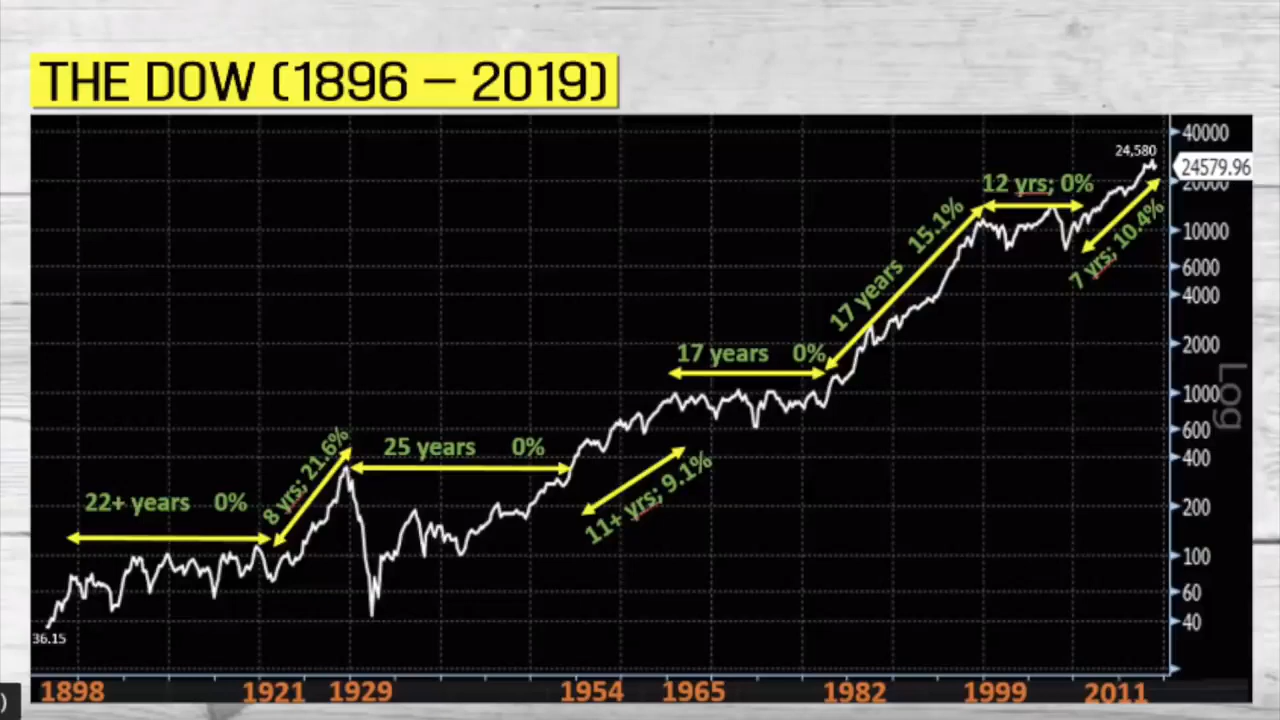 THE DOW (1896 – 2019)
40000
24,580
24579.96
20000
12 yrs; 0%
10000
7 yrs; 10.4%
17 years 15.1%
6000
4000
2000
17 years 0%
1000
Log
600
400
25 years 0%
11+ yrs; 9.1%
8 yrs; 21.6%
22+ years 0%
200
100
60
40
36.15
1898 1921 1929 1954 1965 1982 1999 2011
)